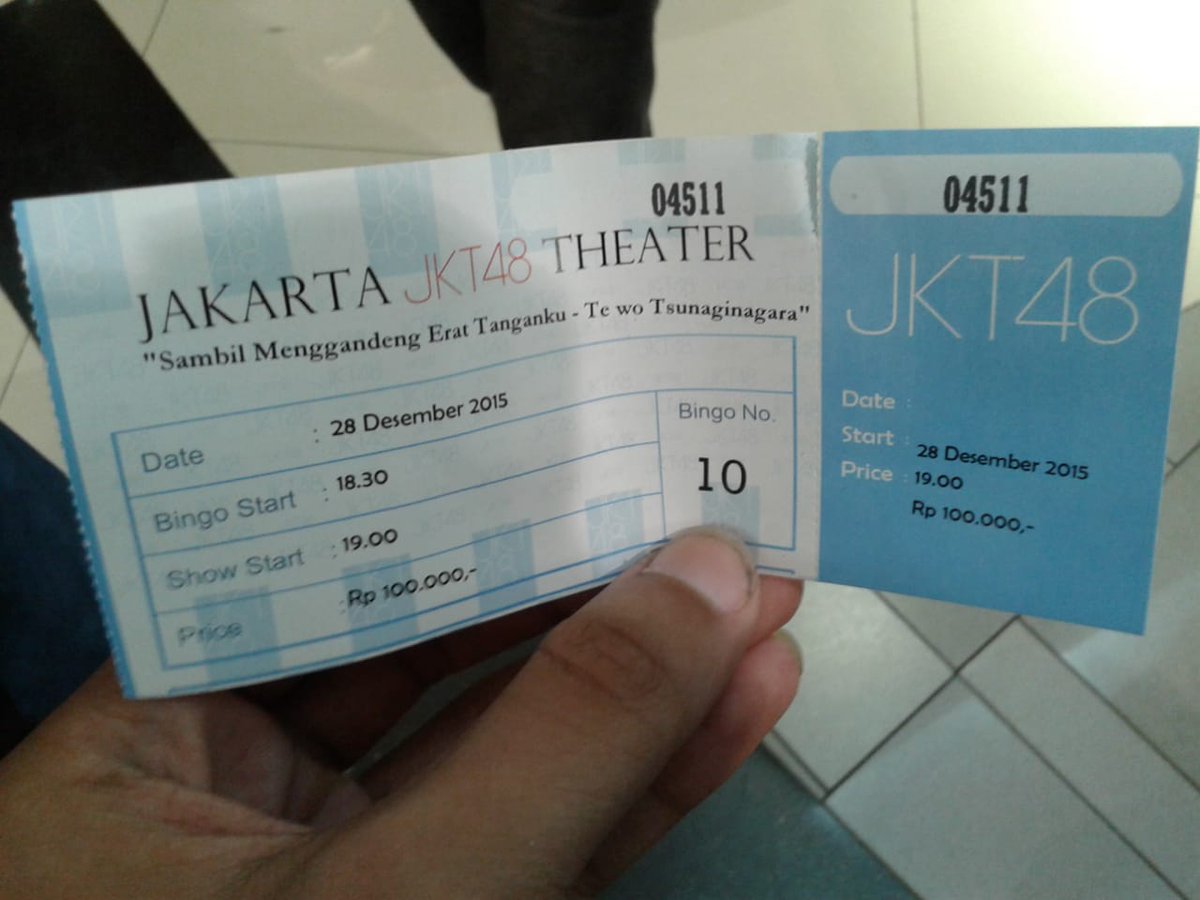 04511
JAKARTA JKT48 THEATER
"Sambil Menggandeng Erat Tanganku - Te wo Tsunaginagara"
Date : 28 Desember 2015
Bingo Start : 18.30
Show Start : 19.00
Price : Rp 100.000,-
Bingo No.
10
04511
JKT48
Date :
Start : 28 Desember 2015
Price : 19.00
Rp 100.000,-